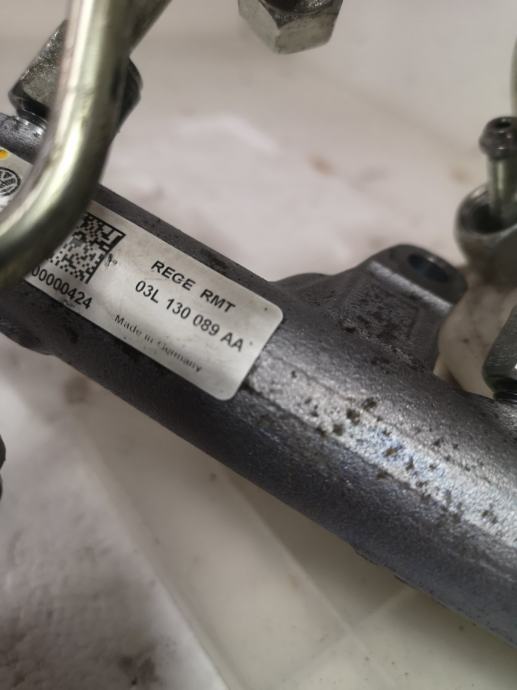 REGE RMT
03L 130 089 AA
00000424
Made in Germany